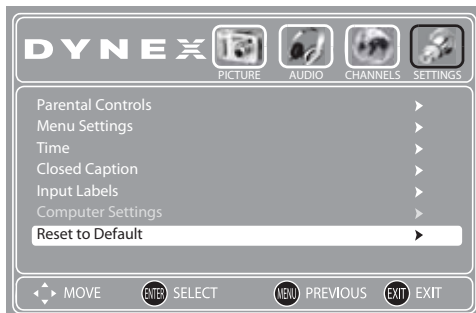 DYNEX
PICTURE AUDIO CHANNELS SETTINGS
Parental Controls
Menu Settings
Time
Closed Caption
Input Labels
Computer Settings
Reset to Default
MOVE ENTER SELECT MENU PREVIOUS EXIT EXIT